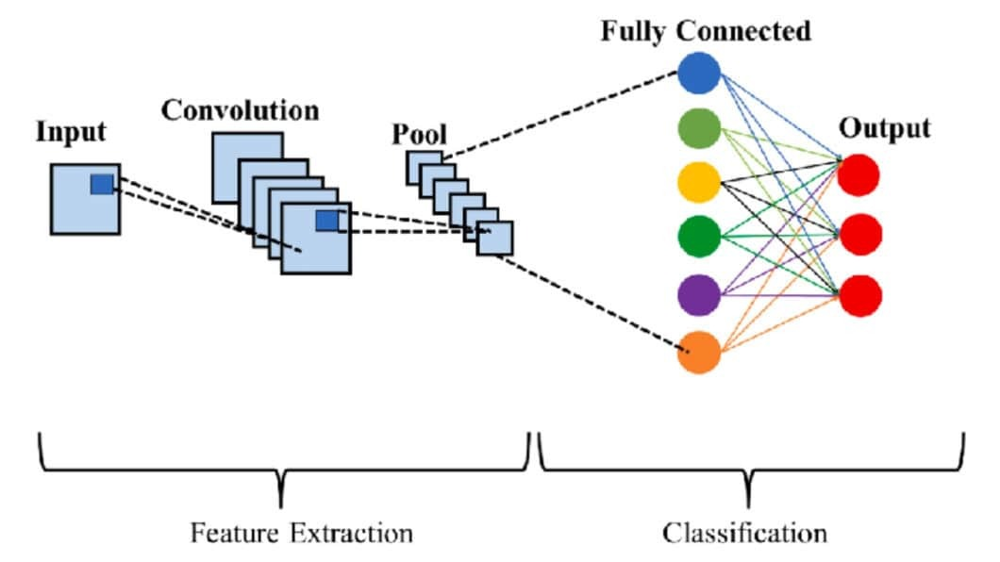 Fully Connected
Convolution
Input
Pool
Output
Feature Extraction
Classification